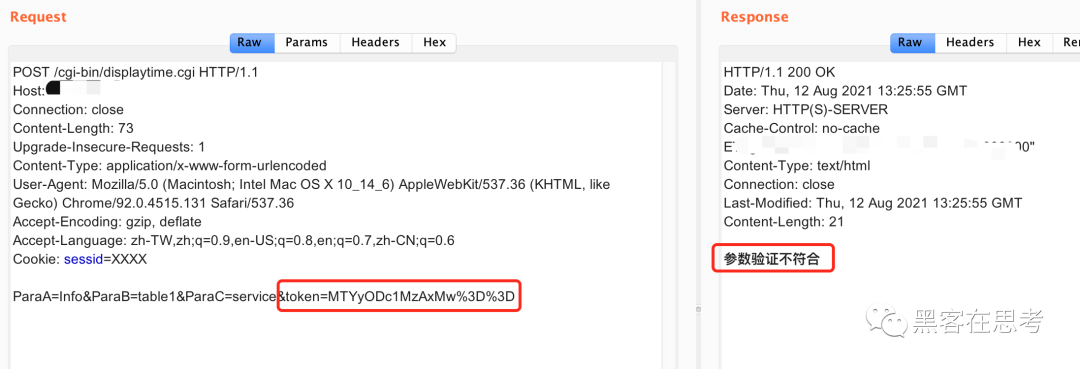 Request
Raw Params Headers Hex
POST /cgi-bin/displaytime.cgi HTTP/1.1
Host:
Connection: close
Content-Length: 73
Upgrade-Insecure-Requests: 1
Content-Type: application/x-www-form-urlencoded
User-Agent: Mozilla/5.0 (Macintosh; Intel Mac OS X 10_14_6) AppleWebKit/537.36 (KHTML, like
Gecko) Chrome/92.0.4515.131 Safari/537.36
Accept-Encoding: gzip, deflate
Accept-Language: zh-TW,zh;q=0.9,en-US;q=0.8,en;q=0.7,zh-CN;q=0.6
Cookie: sessid=XXXX
ParaA=Info&ParaB=table1&ParaC=service&token=MTYyODc1MzAxMw%3D%3D
Response
Raw Headers Hex
HTTP/1.1 200 OK
Date: Thu, 12 Aug 2021 13:25:55 GMT
Server: HTTP(S)-SERVER
Cache-Control: no-cache
Content-Type: text/html
Connection: close
Last-Modified: Thu, 12 Aug 2021 13:25:55 GMT
Content-Length: 21
参数验证不符合
黑客在思考